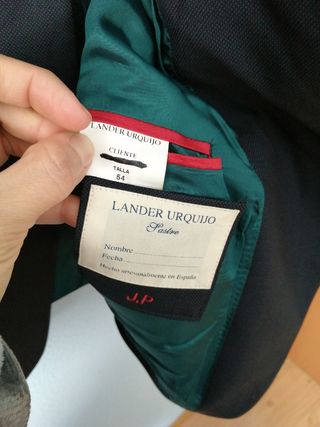 LANDER URQUIJO
CLIENTE
TALLA
54
LANDER URQUIJO
Sastre
Nombre
Fecha
Hecho artesanalmente en España
J.P